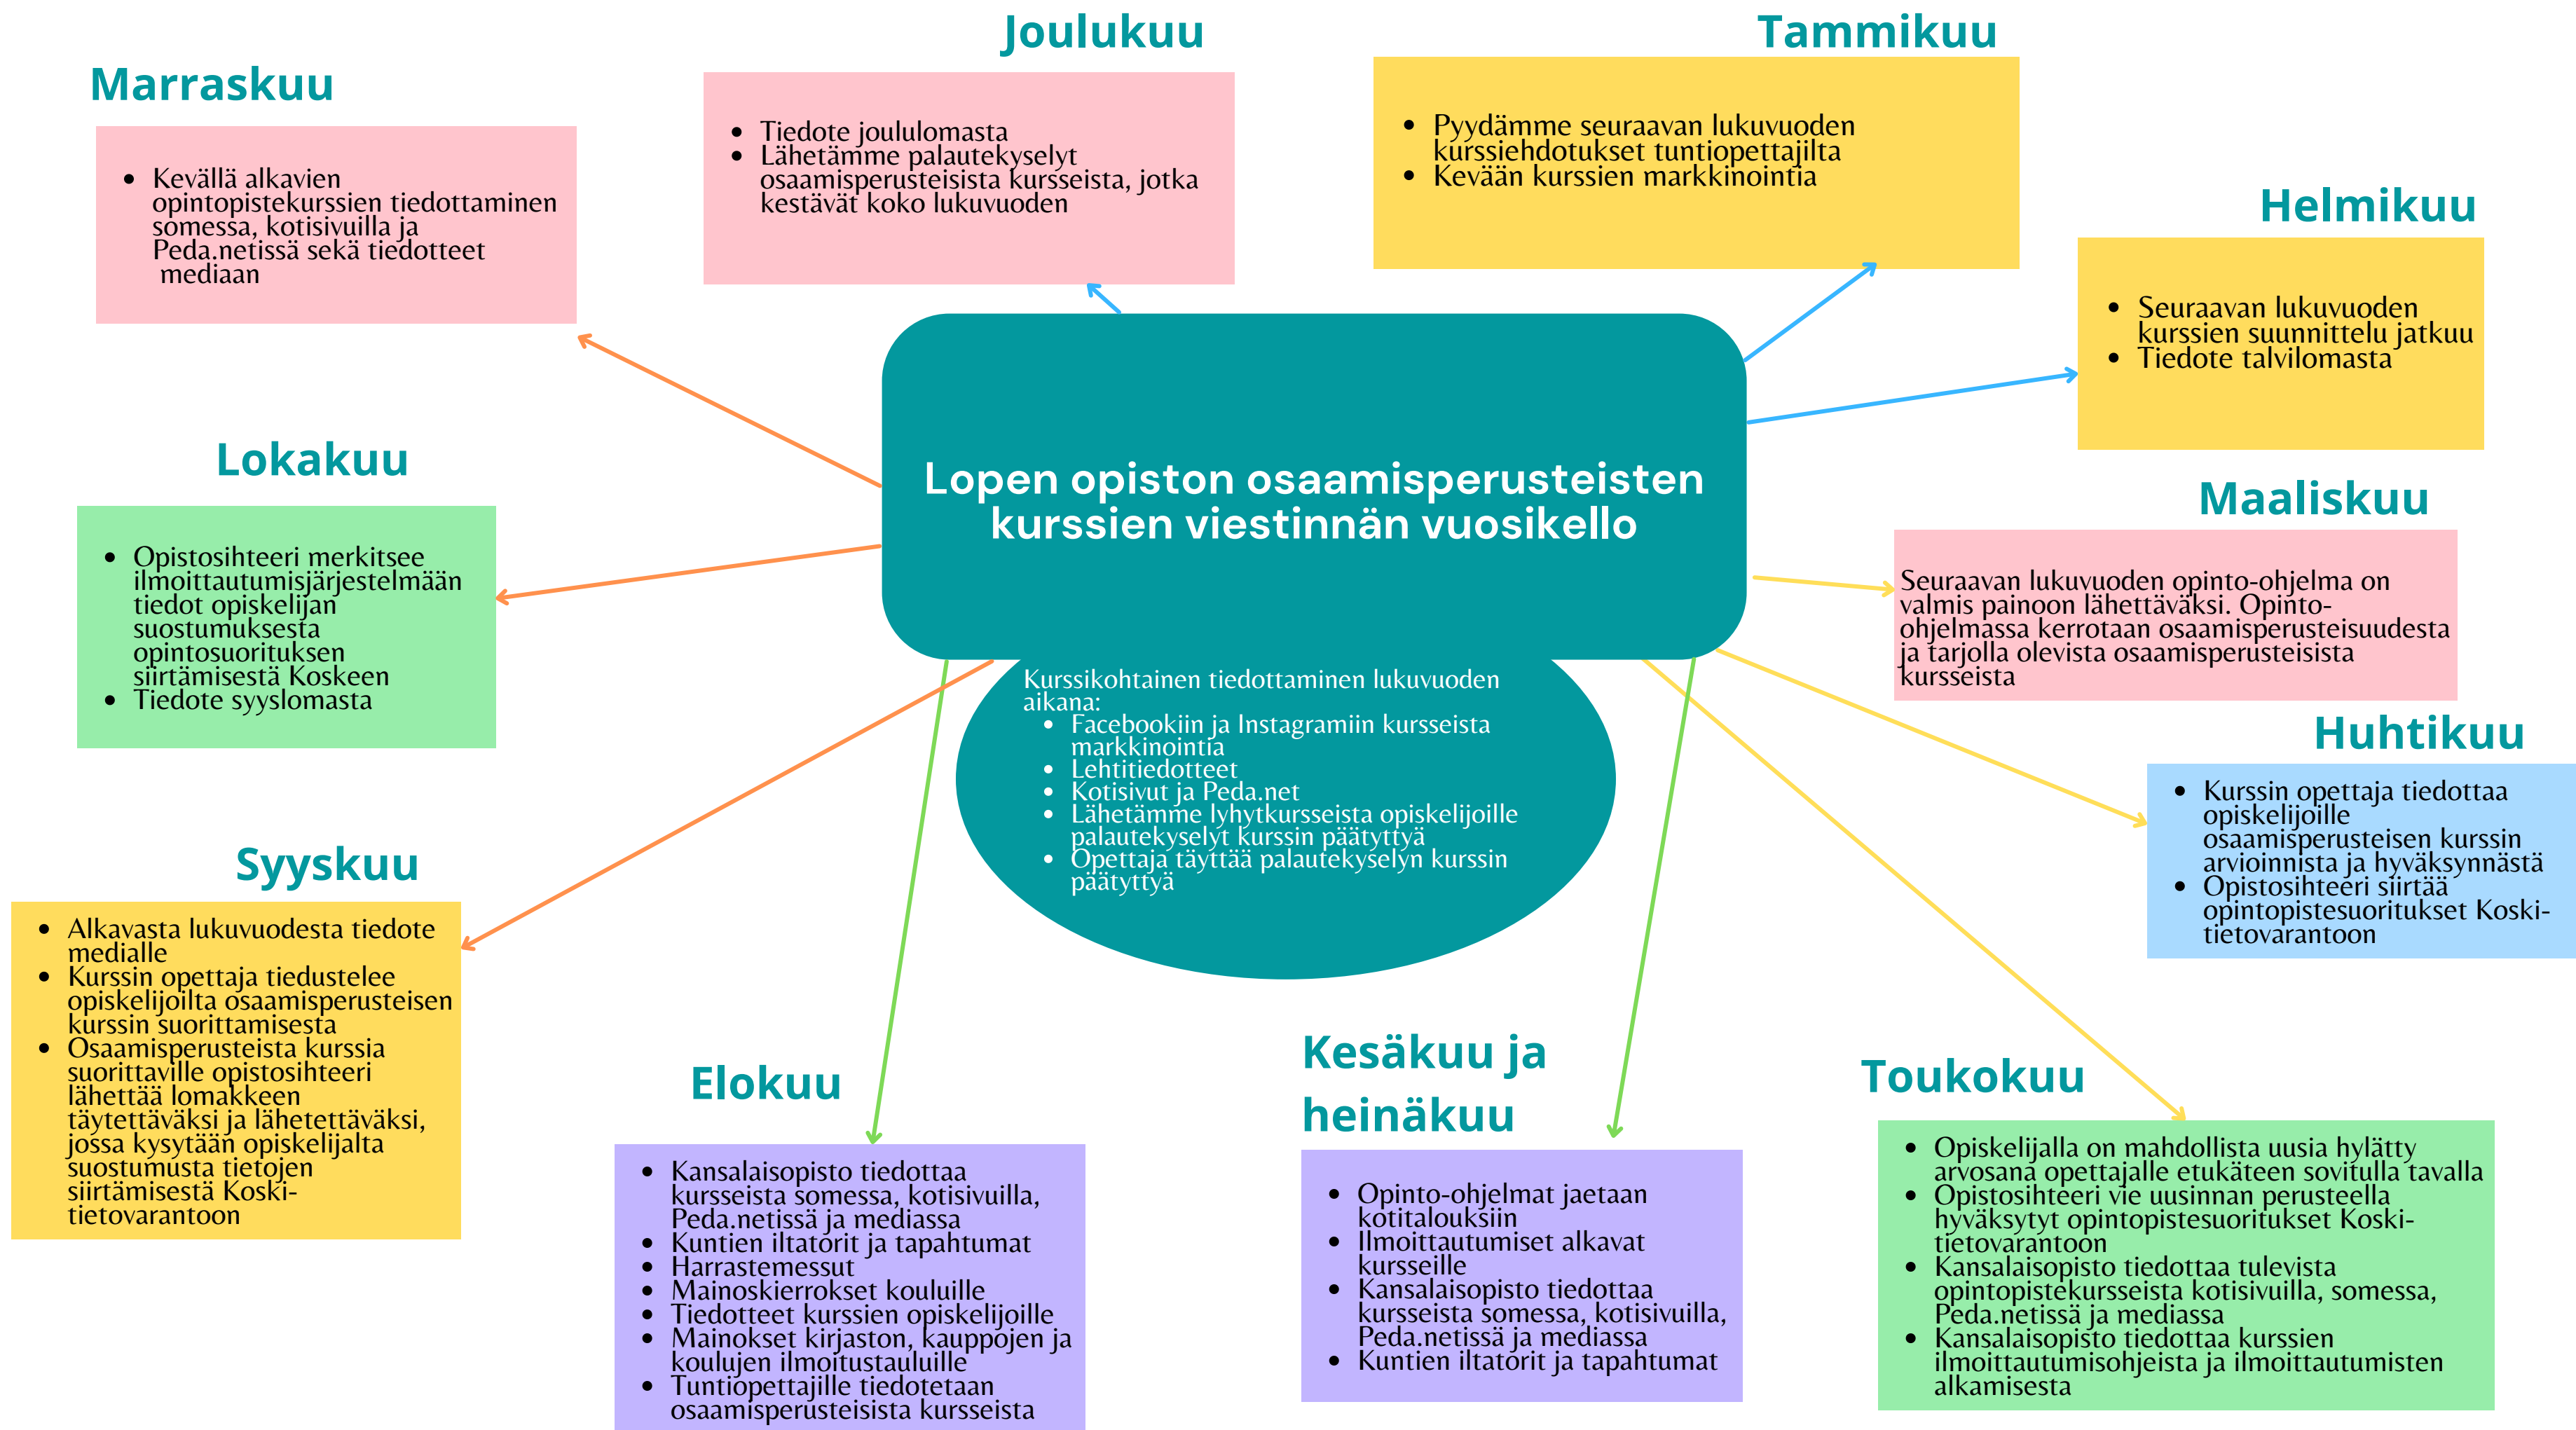 Joulukuu
Tammikuu
Marraskuu
Tiedote joululomasta
Lähetämme palautekyselyt
osaamisperusteisista kursseista, jotka
kestävät koko lukuvuoden
Pyydämme seuraavan lukuvuoden
kurssiehdotukset tuntiopettajilta
Kevään kurssien markkinointia
Kevällä alkavien
opintopistekurssien tiedottaminen
somessa, kotisivuilla ja
Peda.netissä sekä tiedotteet
mediaan
Helmikuu
Seuraavan lukuvuoden
kurssien suunnittelu jatkuu
Tiedote talvilomasta
Lopen opiston osaamisperusteisten
kurssien viestinnän vuosikello
Lokakuu
Opistosihteeri merkitsee
ilmoittautumisjärjestelmään
tiedot opiskelijan
suostumuksesta
opintosuorituksen
siirtämisestä Koskeen
Tiedote syyslomasta
Maaliskuu
Seuraavan lukuvuoden opinto-ohjelma on
valmis painoon lähettäväksi. Opinto-
ohjelmassa kerrotaan osaamisperusteisuudesta
ja tarjolla olevista osaamisperusteisista
kursseista
Kurssikohtainen tiedottaminen lukuvuoden
aikana:
Facebookiin ja Instagramiin kursseista
markkinointia
Lehtitiedotteet
Kotisivut ja Peda.net
Lähetämme lyhytkursseista opiskelijoille
palautekyselyt kurssin päätyttyä
Opettaja täyttää palautekyselyn kurssin
päätyttyä
Huhtikuu
Kurssin opettaja tiedottaa
opiskelijoille
osaamisperusteisen kurssin
arvioinnista ja hyväksynnästä
Opistosihteeri siirtää
opintopistesuoritukset Koski-
tietovarantoon
Syyskuu
Alkavasta lukuvuodesta tiedote
medialle
Kurssin opettaja tiedustelee
opiskelijoilta osaamisperusteisen
kurssin suorittamisesta
Osaamisperusteista kurssia
suorittaville opistosihteeri
lähettää lomakkeen
täytettäväksi ja lähetettäväksi,
jossa kysytään opiskelijalta
suostumusta tietojen
siirtämisestä Koski-
tietovarantoon
Elokuu
Kansalaisopisto tiedottaa
kursseista somessa, kotisivuilla,
Peda.netissä ja mediassa
Kuntien iltatorit ja tapahtumat
Harrastemessut
Mainoskierrokset kouluille
Tiedotteet kurssien opiskelijoille
Mainokset kirjaston, kauppojen ja
koulujen ilmoitustauluille
Tuntiopettajille tiedotetaan
osaamisperusteisista kursseista
Kesäkuu ja
heinäkuu
Opinto-ohjelmat jaetaan
kotitalouksiin
Ilmoittautumiset alkavat
kursseille
Kansalaisopisto tiedottaa
kursseista somessa, kotisivuilla,
Peda.netissä ja mediassa
Kuntien iltatorit ja tapahtumat
Toukokuu
Opiskelijalla on mahdollista uusia hylätty
arvosana opettajalle etukäteen sovitulla tavalla
Opistosihteeri vie uusinnan perusteella
hyväksytyt opintopistesuoritukset Koski-
tietovarantoon
Kansalaisopisto tiedottaa tulevista
opintopistekursseista kotisivuilla, somessa,
Peda.netissä ja mediassa
Kansalaisopisto tiedottaa kurssien
ilmoittautumisohjeista ja ilmoittautumisten
alkamisesta